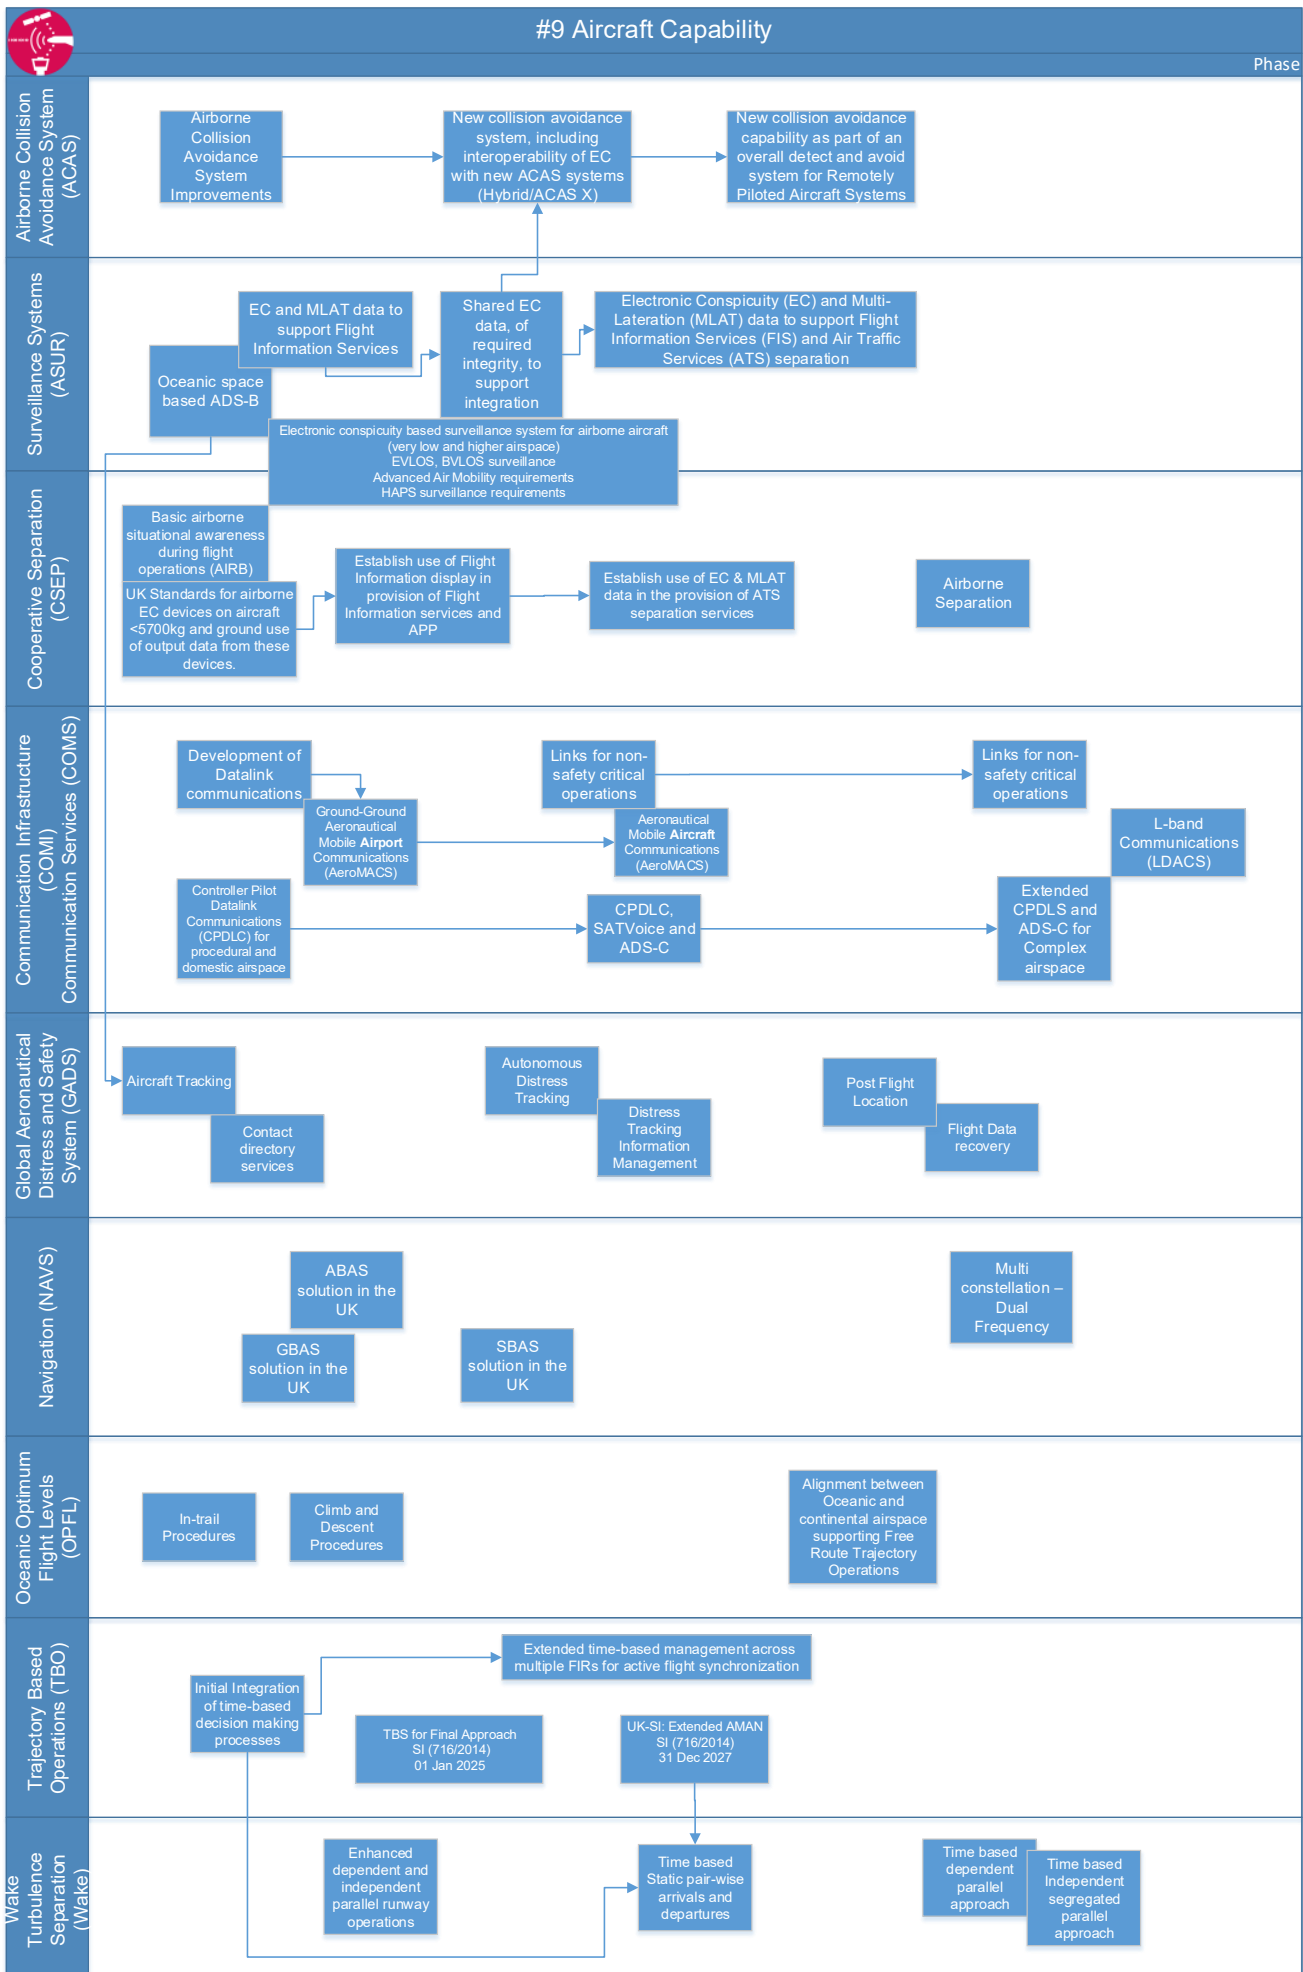 #9 Aircraft Capability
Phase
Airborne Collision
Avoidance System
(ACAS)
Airborne
Collision
Avoidance
System
Improvements
New collision avoidance
system, including
interoperability of EC
with new ACAS systems
(Hybrid/ACAS X)
New collision avoidance
capability as part of an
overall detect and avoid
system for Remotely
Piloted Aircraft Systems
Surveillance Systems
(ASUR)
EC and MLAT data to
support Flight
Information Services
Oceanic space
based ADS-B
Shared EC
data, of
required
integrity, to
support
integration
Electronic Conspicuity (EC) and Multi-
Lateration (MLAT) data to support Flight
Information Services (FIS) and Air Traffic
Services (ATS) separation
Electronic conspicuity based surveillance system for airborne aircraft
(very low and higher airspace)
EVLOS, BVLOS surveillance
Advanced Air Mobility requirements
HAPS surveillance requirements
Cooperative Separation
(CSEP)
Basic airborne
situational awareness
during flight
operations (AIRB)
UK Standards for airborne
EC devices on aircraft
<5700kg and ground use
of output data from these
devices.
Establish use of Flight
Information display in
provision of Flight
Information services and
APP
Establish use of EC & MLAT
data in the provision of ATS
separation services
Airborne
Separation
Communication Infrastructure
(COMI)
Communication Services (COMS)
Development of
Datalink
communications
Ground-Ground
Aeronautical
Mobile Airport
Communications
(AeroMACS)
Links for non-
safety critical
operations
Aeronautical
Mobile Aircraft
Communications
(AeroMACS)
Links for non-
safety critical
operations
L-band
Communications
(LDACS)
Controller Pilot
Datalink
Communications
(CPDLC) for
procedural and
domestic airspace
CPDLC,
SATVoice and
ADS-C
Extended
CPDLS and
ADS-C for
Complex
airspace
Global Aeronautical
Distress and Safety
System (GADS)
Aircraft Tracking
Contact
directory
services
Autonomous
Distress
Tracking
Distress
Tracking
Information
Management
Post Flight
Location
Flight Data
recovery
Navigation (NAVS)
ABAS
solution in the
UK
GBAS
solution in the
UK
SBAS
solution in the
UK
Multi
constellation –
Dual
Frequency
Oceanic Optimum
Flight Levels
(OPFL)
In-trail
Procedures
Climb and
Descent
Procedures
Alignment between
Oceanic and
continental airspace
supporting Free
Route Trajectory
Operations
Trajectory Based
Operations (TBO)
Initial Integration
of time-based
decision making
processes
Extended time-based management across
multiple FIRs for active flight synchronization
TBS for Final Approach
SI (716/2014)
01 Jan 2025
UK-SI: Extended AMAN
SI (716/2014)
31 Dec 2027
Wake
Turbulence
Separation
(Wake)
Enhanced
dependent and
independent
parallel runway
operations
Time based
Static pair-wise
arrivals and
departures
Time based
dependent
parallel
approach
Time based
Independent
segregated
parallel
approach